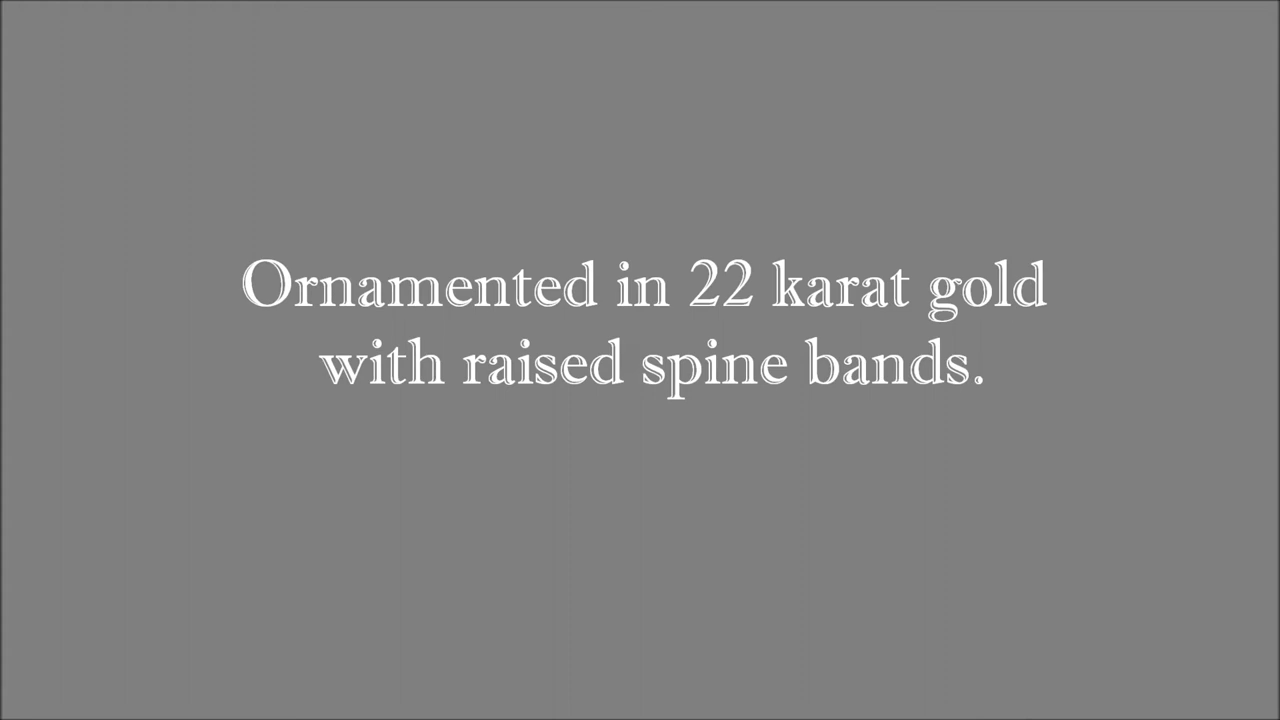 Ornamented in 22 karat gold
with raised spine bands.